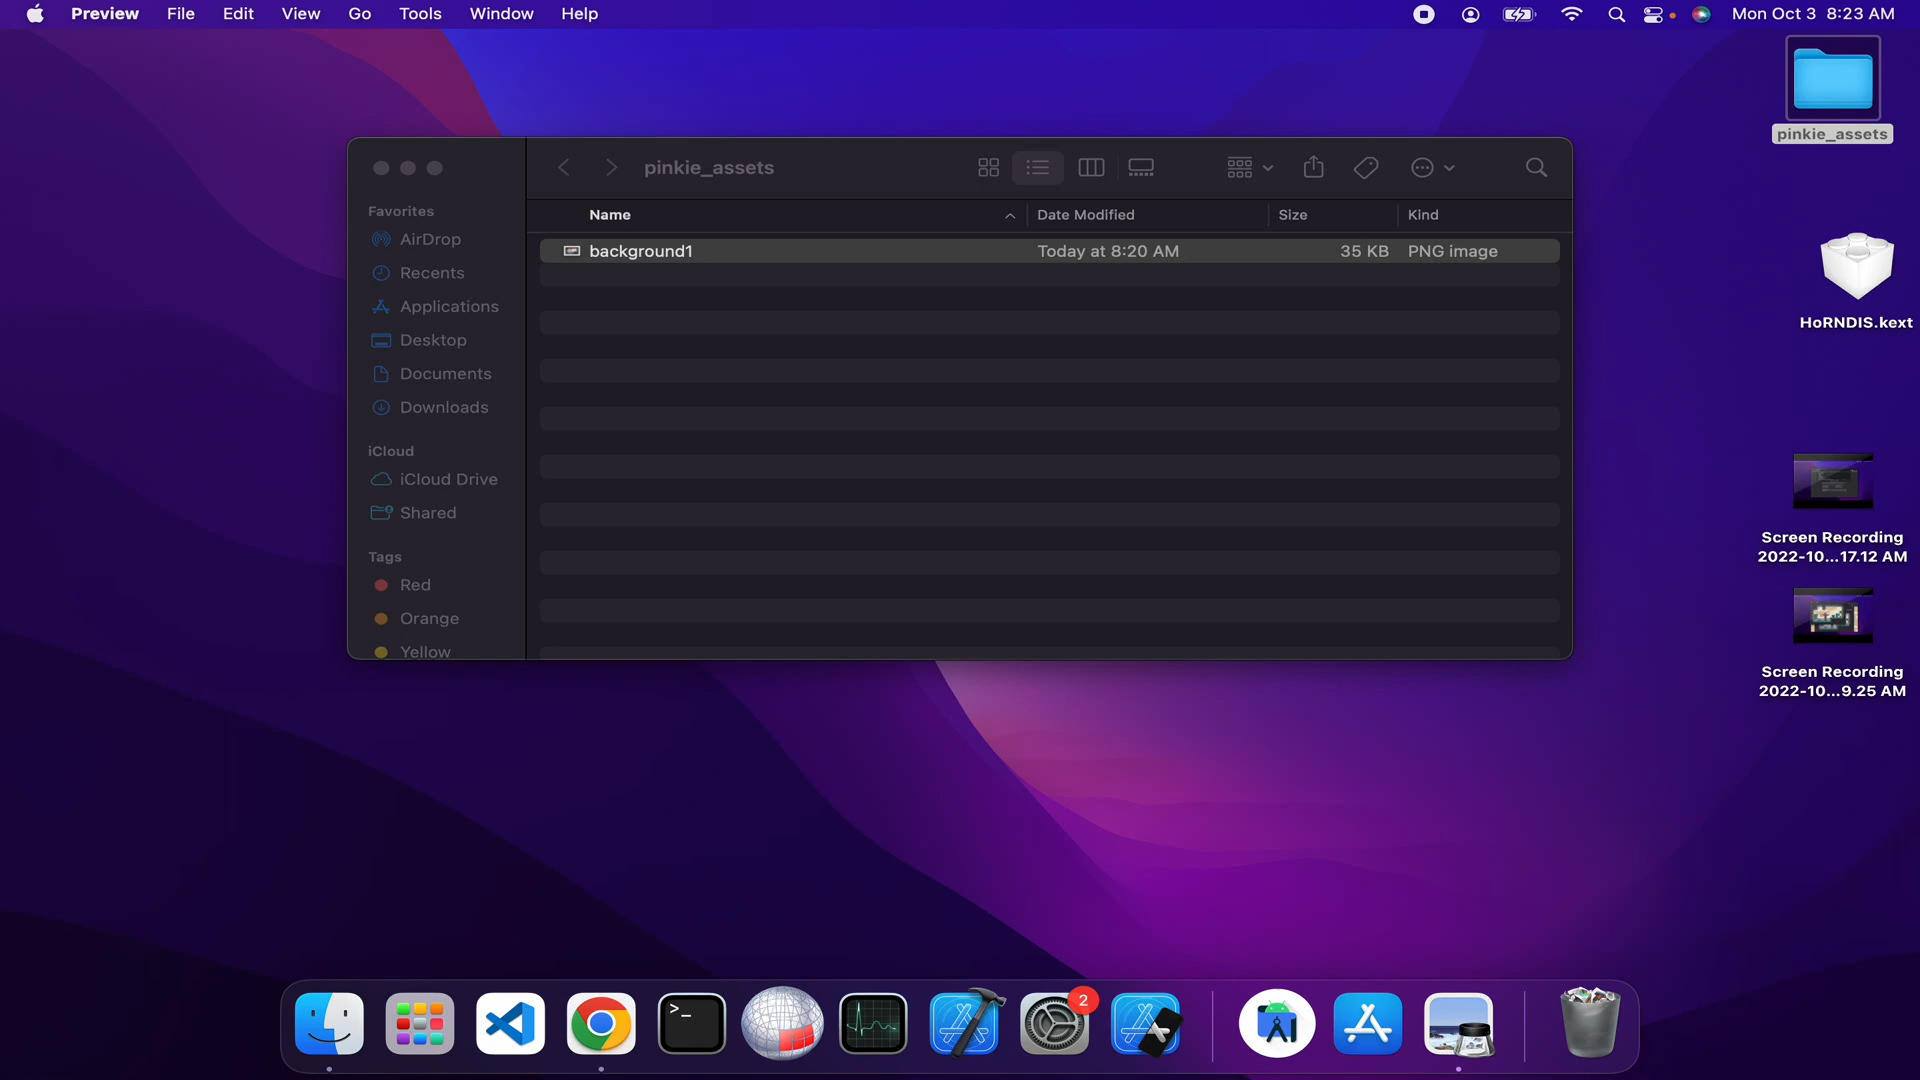 Preview File Edit View Go Tools Window Help Mon Oct 3 8:23 AM
pinkie_assets
pinkie_assets
Favorites
Name Date Modified Size Kind
AirDrop
background1 Today at 8:20 AM 35 KB PNG image
Recents
Applications
Desktop
Documents
Downloads
iCloud
iCloud Drive
Shared
Tags
Red
Orange
Yellow
HoRNDIS.kext
Screen Recording
2022-10...17.12 AM
Screen Recording
2022-10...9.25 AM
>_
2